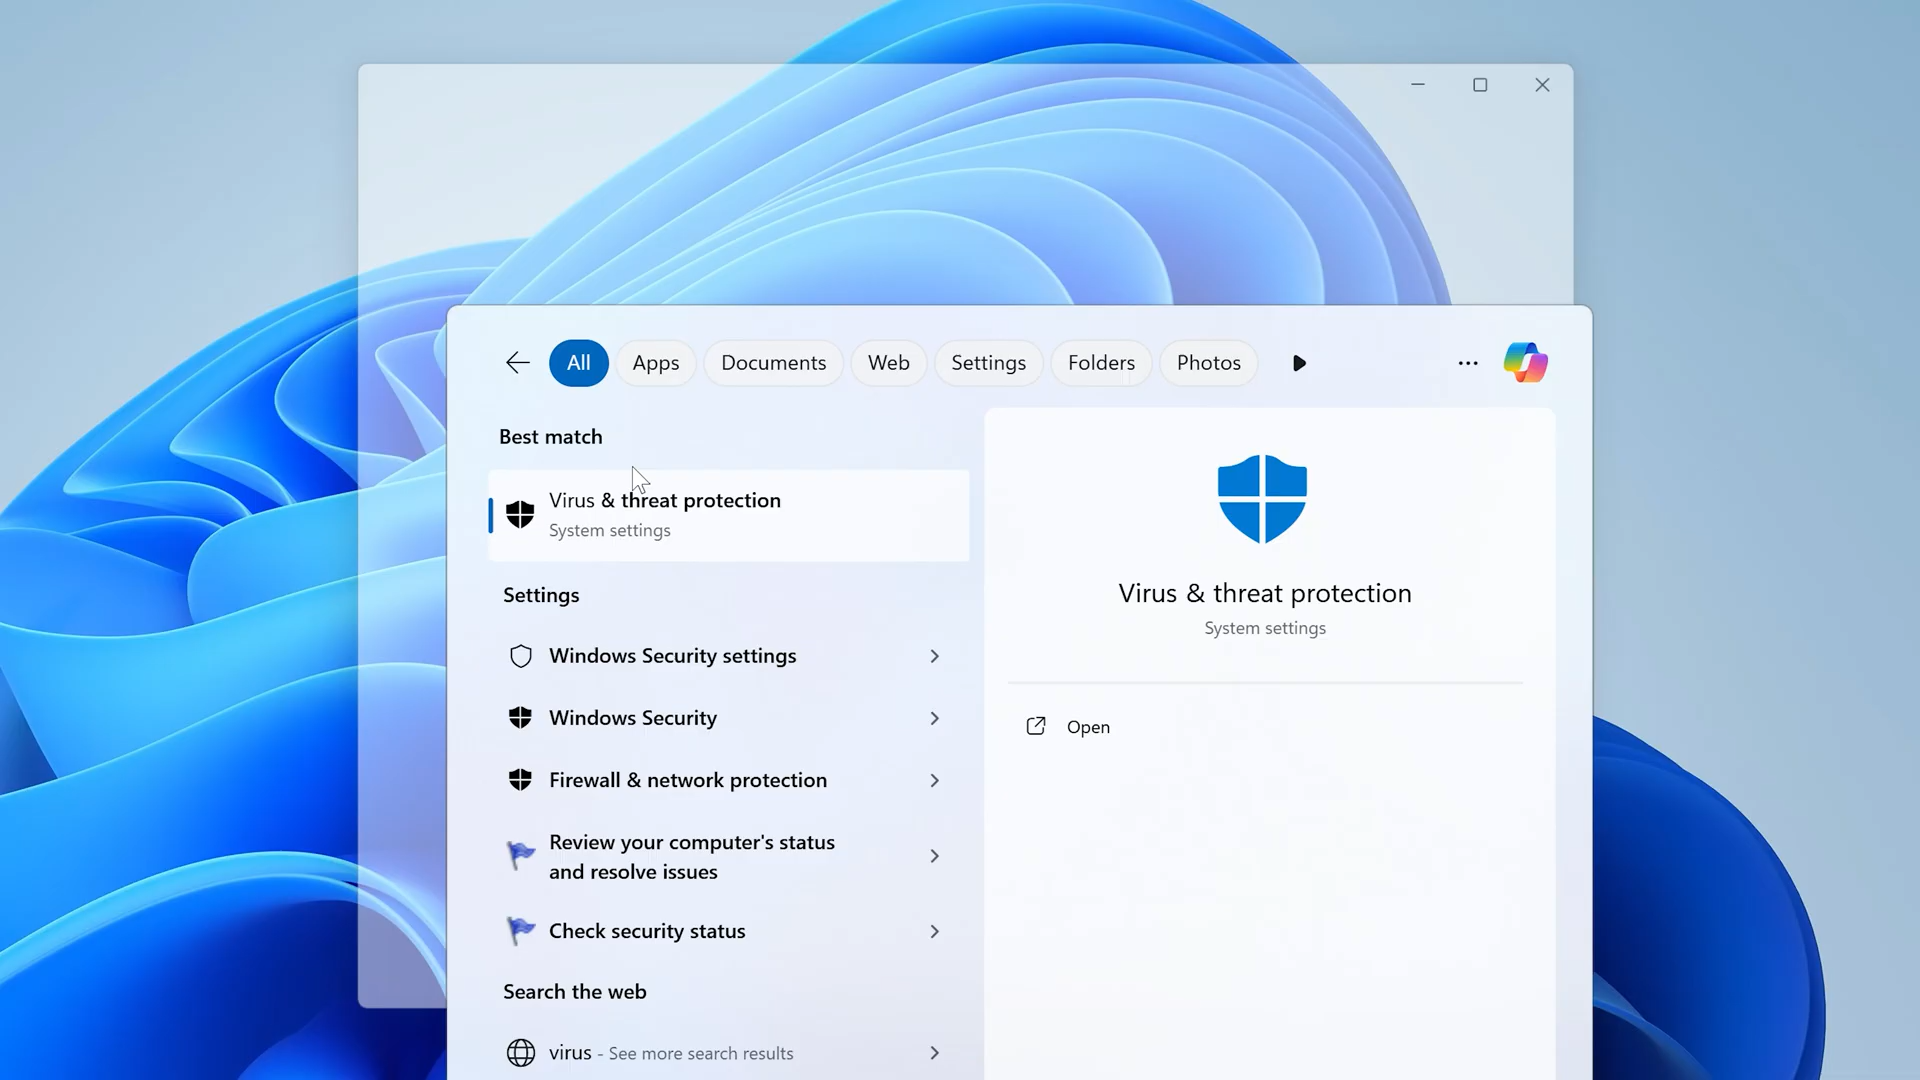 All
Apps
Documents
Web
Settings
Folders
Photos
Best match
Virus & threat protection
System settings
Settings
Windows Security settings
Windows Security
Firewall & network protection
Review your computer's status
and resolve issues
Check security status
Search the web
virus - See more search results
Virus & threat protection
System settings
Open